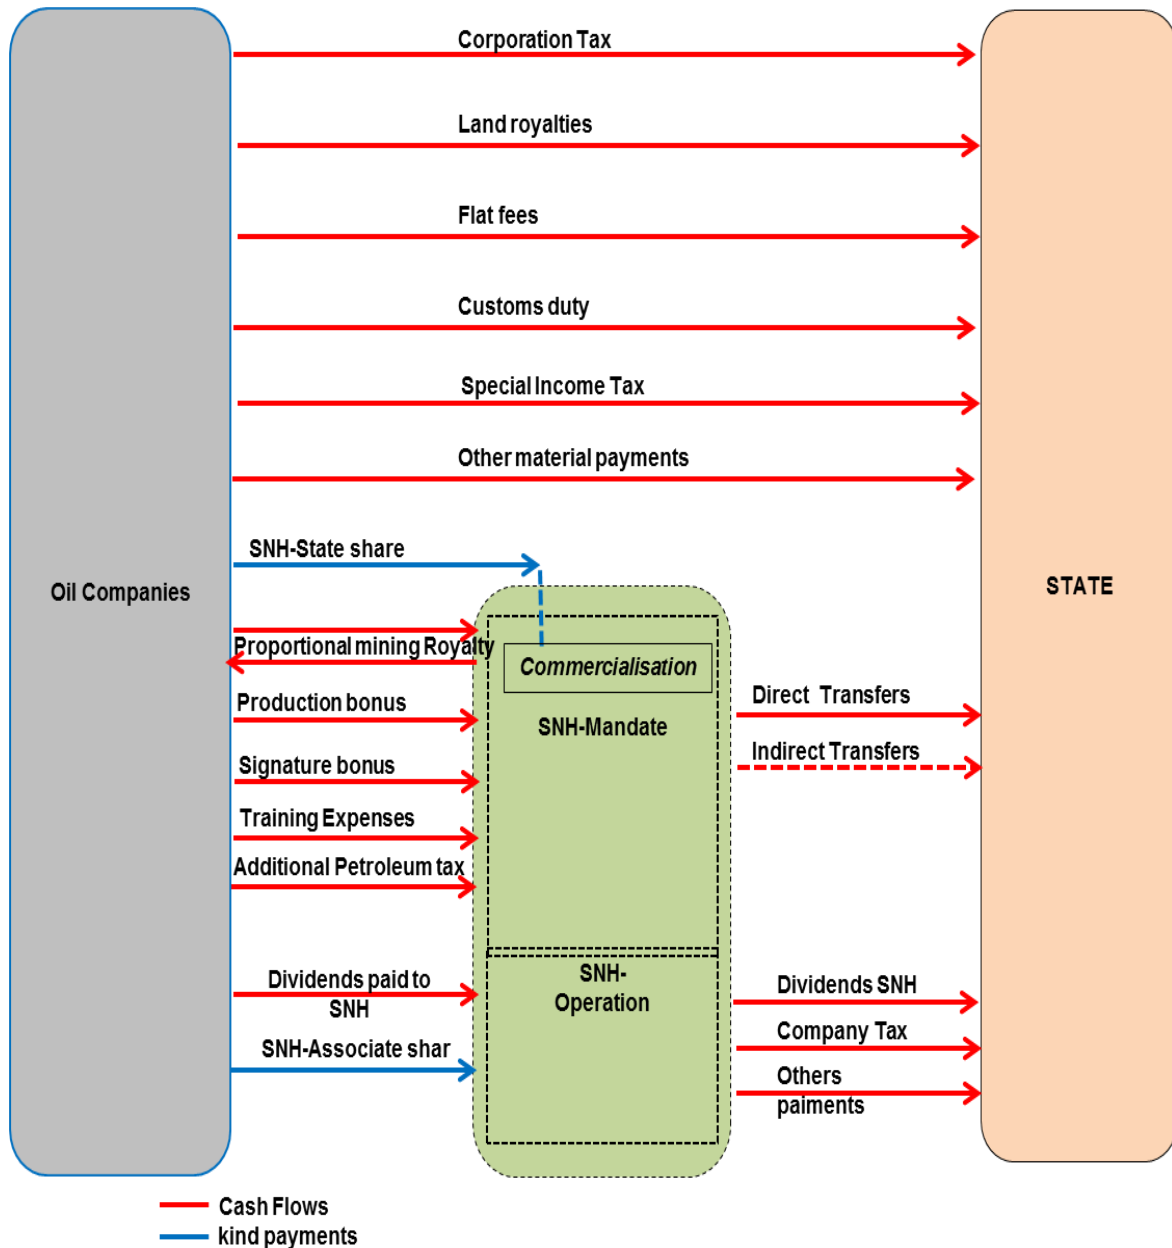 Corporation Tax
Land royalties
Flat fees
Customs duty
Special Income Tax
Other material payments
SNH-State share
Oil Companies
STATE
Proportional mining Royalty
Commercialisation
Production bonus
SNH-Mandate
Direct Transfers
Signature bonus
Indirect Transfers
Training Expenses
Additional Petroleum tax
Dividends paid to
SNH
SNH-
Operation
Dividends SNH
SNH-Associate shar
Company Tax
Others
paiments
Cash Flows
kind payments